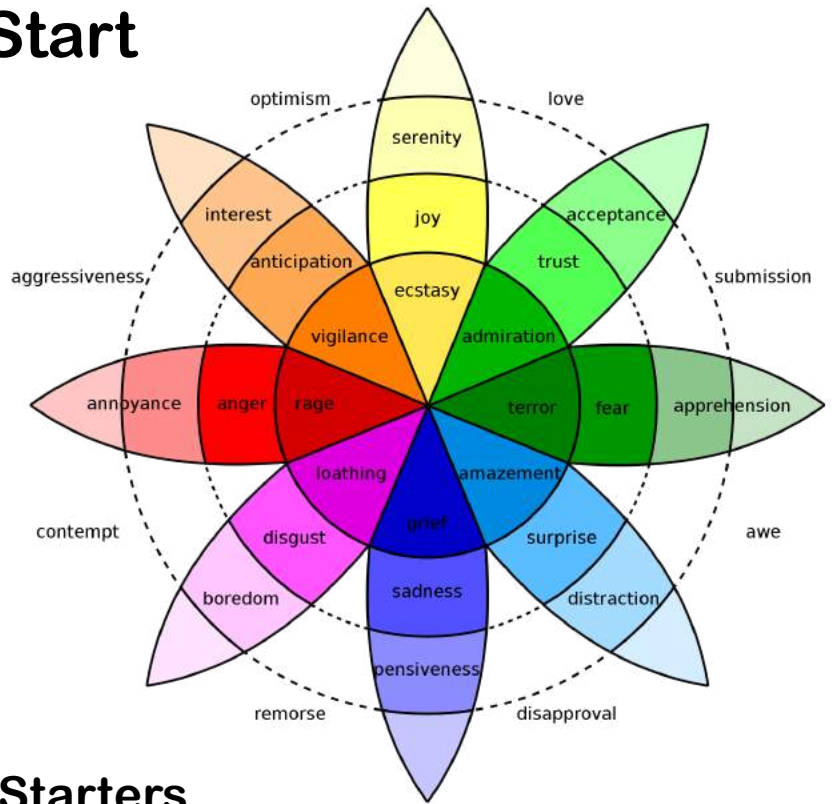 Start
optimism
love
serenity
interest
joy
acceptance
anticipation
trust
aggressiveness
submission
ecstasy
vigilance
admiration
annoyance
anger
rage
terror
fear
apprehension
loathing
amazement
contempt
grief
awe
disgust
surprise
sadness
boredom
distraction
pensiveness
remorse
disapproval
Starters